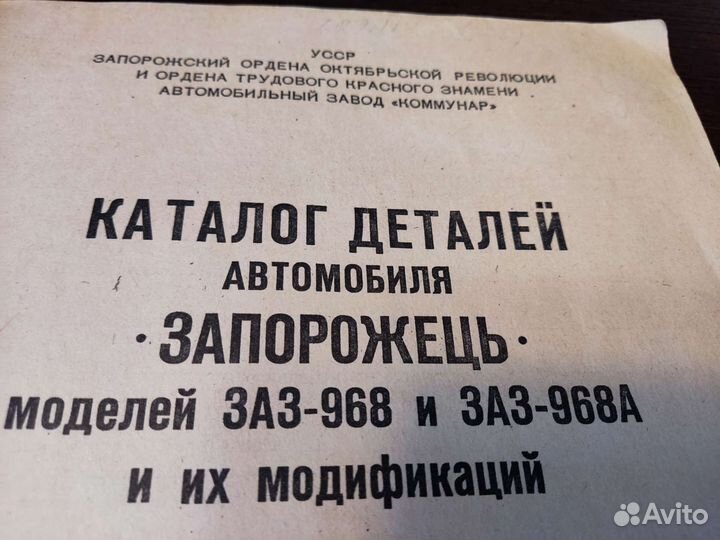 УССР
ЗАПОРОЖСКИЙ ОРДЕНА ОКТЯБРЬСКОЙ РЕВОЛЮЦИИ
И ОРДЕНА ТРУДОВОГО КРАСНОГО ЗНАМЕНИ
АВТОМОБИЛЬНЫЙ ЗАВОД «КОММУНАР»
КАТАЛОГ ДЕТАЛЕЙ
АВТОМОБИЛЯ
·ЗАПОРОЖЕЦЬ·
моделей ЗАЗ-968 и ЗАЗ-968А
и их модификаций
Avito